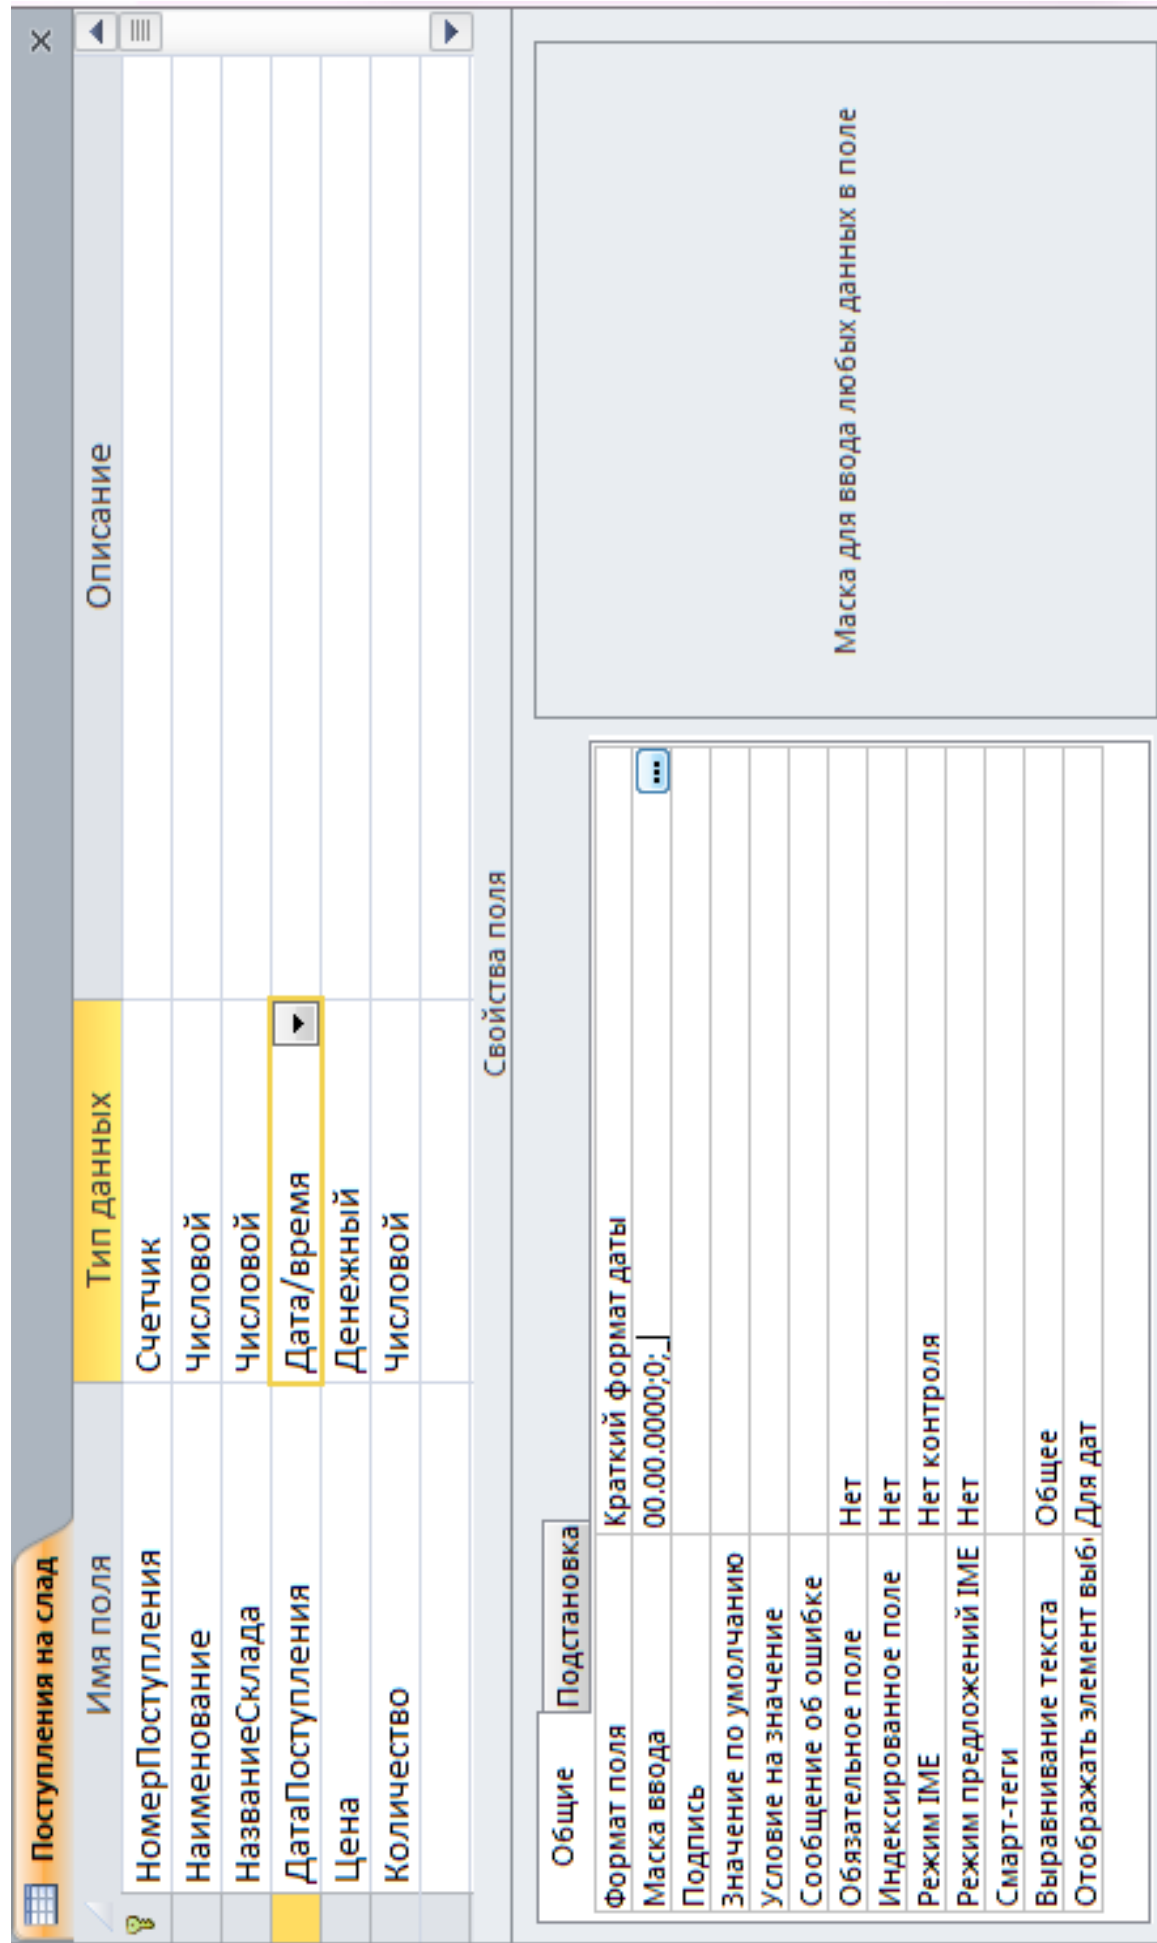 Поступления на слад
Имя поля Тип данных Описание
НомерПоступления Счетчик
Наименование Числовой
НазваниеСклада Числовой
ДатаПоступления Дата/время
Цена Денежный
Количество Числовой
Свойства поля
Общие Подстановка
Формат поля Краткий формат даты
Маска ввода 00.00.0000;0;_
Подпись
Значение по умолчанию
Условие на значение
Сообщение об ошибке
Обязательное поле Нет
Индексированное поле Нет
Режим IME Нет контроля
Режим предложений IME Нет
Смарт-теги
Выравнивание текста Общее
Отображать элемент выб Для дат
Маска для ввода любых данных в поле